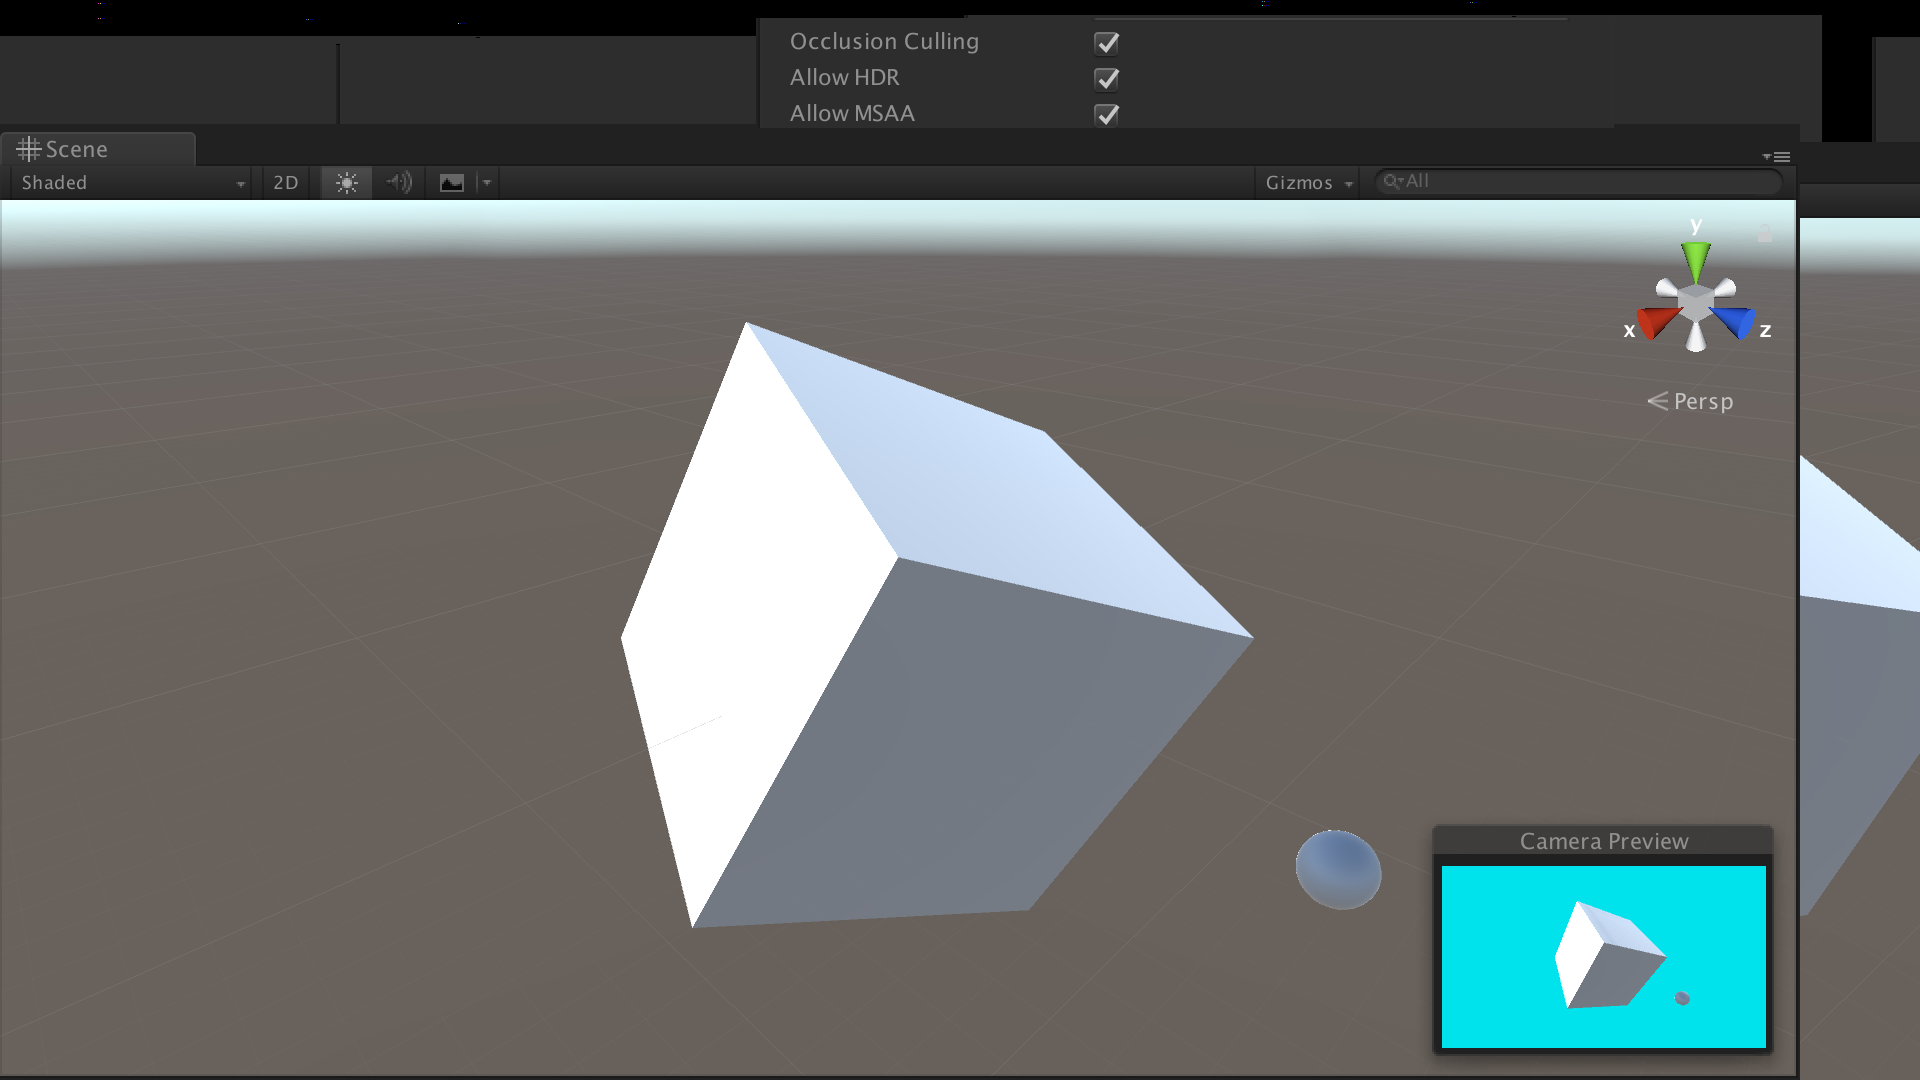 Occlusion Culling
Allow HDR
Allow MSAA
Scene
Shaded
2D
Gizmos
All
y
x
z
Persp
Camera Preview